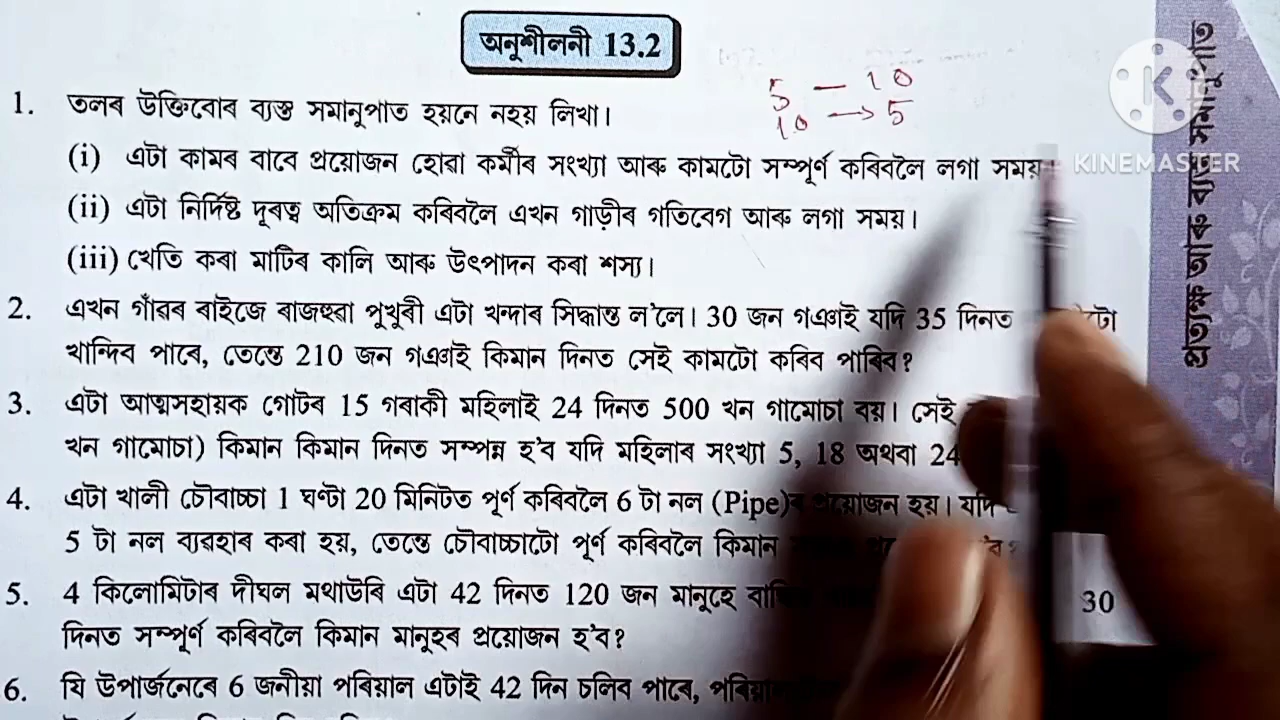 অনুশীলনী 13.2
5 — 10
10 → 5
1. তলৰ উক্তিবোৰ ব্যস্ত সমানুপাত হয়নে নহয় লিখা।
(i) এটা কামৰ বাবে প্ৰয়োজন হোৱা কৰ্মীৰ সংখ্যা আৰু কামটো সম্পূৰ্ণ কৰিবলৈ লগা সময়
(ii) এটা নিৰ্দিষ্ট দূৰত্ব অতিক্ৰম কৰিবলৈ এখন গাড়ীৰ গতিবেগ আৰু লগা সময়।
(iii) খেতি কৰা মাটিৰ কালি আৰু উৎপাদন কৰা শস্য।
2. এখন গাঁৱৰ ৰাইজে ৰাজহুৱা পুখুৰী এটা খন্দাৰ সিদ্ধান্ত ল'লে। 30 জন গঞাই যদি 35 দিনত
খান্দিব পাৰে, তেন্তে 210 জন গঞাই কিমান দিনত সেই কামটো কৰিব পাৰিব?
3. এটা আত্মসহায়ক গোটৰ 15 গৰাকী মহিলাই 24 দিনত 500 খন গামোচা বয়। সেই
খন গামোচা) কিমান কিমান দিনত সম্পন্ন হ'ব যদি মহিলাৰ সংখ্যা 5, 18 অথবা 24
4. এটা খালী চৌবাচ্চা 1 ঘণ্টা 20 মিনিটত পূৰ্ণ কৰিবলৈ 6 টা নল (Pipe)ৰ প্ৰয়োজন হয়। যদি
5 টা নল ব্যৱহাৰ কৰা হয়, তেন্তে চৌবাচ্চাটো পূৰ্ণ কৰিবলৈ কিমান
5. 4 কিলোমিটাৰ দীঘল মথাউৰি এটা 42 দিনত 120 জন মানুহে
দিনত সম্পূৰ্ণ কৰিবলৈ কিমান মানুহৰ প্ৰয়োজন হ'ব?
6. যি উপাৰ্জনেৰে 6 জনীয়া পৰিয়াল এটাই 42 দিন চলিব পাৰে,
30
প্ৰত্যক্ষ আৰু ব্যস্ত সমানুপাত
K
KINEMASTER